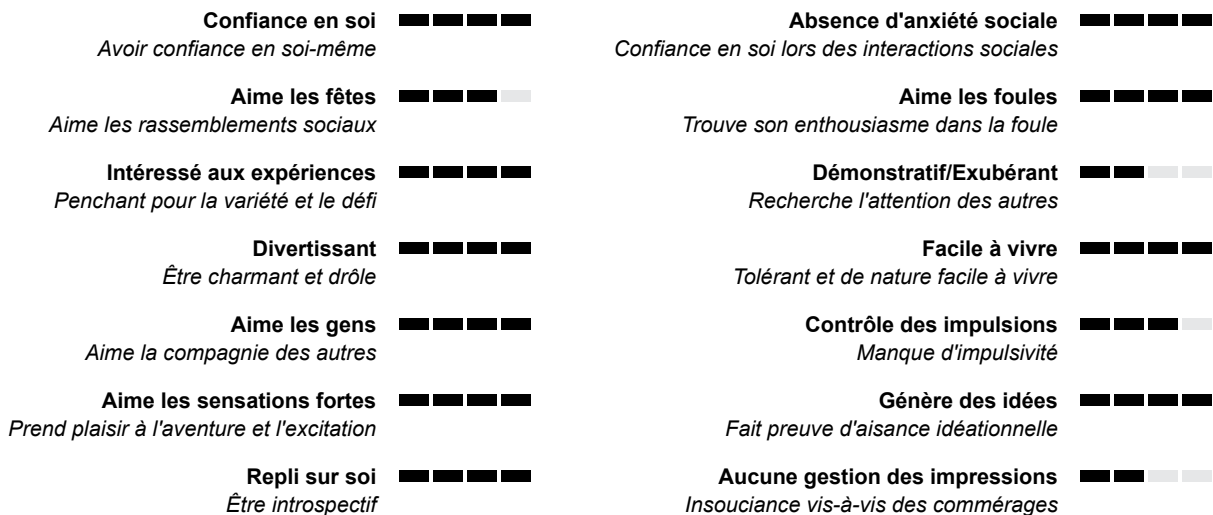 Confiance en soi
Avoir confiance en soi-même
Aime les fêtes
Aime les rassemblements sociaux
Intéressé aux expériences
Penchant pour la variété et le défi
Divertissant
Être charmant et drôle
Aime les gens
Aime la compagnie des autres
Aime les sensations fortes
Prend plaisir à l'aventure et l'excitation
Repli sur soi
Être introspectif
Absence d'anxiété sociale
Confiance en soi lors des interactions sociales
Aime les foules
Trouve son enthousiasme dans la foule
Démonstratif/Exubérant
Recherche l'attention des autres
Facile à vivre
Tolérant et de nature facile à vivre
Contrôle des impulsions
Manque d'impulsivité
Génère des idées
Fait preuve d'aisance idéationnelle
Aucune gestion des impressions
Insouciance vis-à-vis des commérages